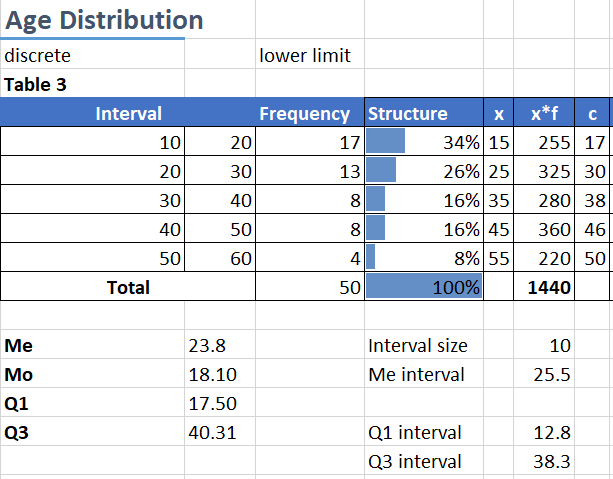 Age Distribution
discrete lower limit
Table 3
Interval Frequency Structure x x*f c
10 20 17 34% 15 255 17
20 30 13 26% 25 325 30
30 40 8 16% 35 280 38
40 50 8 16% 45 360 46
50 60 4 8% 55 220 50
Total 50 100% 1440
Me 23.8 Interval size 10
Mo 18.10 Me interval 25.5
Q1 17.50
Q3 40.31 Q1 interval 12.8
Q3 interval 38.3